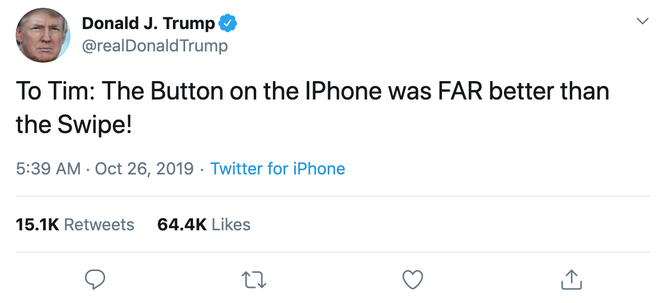 Donald J. Trump
@realDonaldTrump
To Tim: The Button on the IPhone was FAR better than
the Swipe!
5:39 AM · Oct 26, 2019 · Twitter for iPhone
15.1K Retweets 64.4K Likes